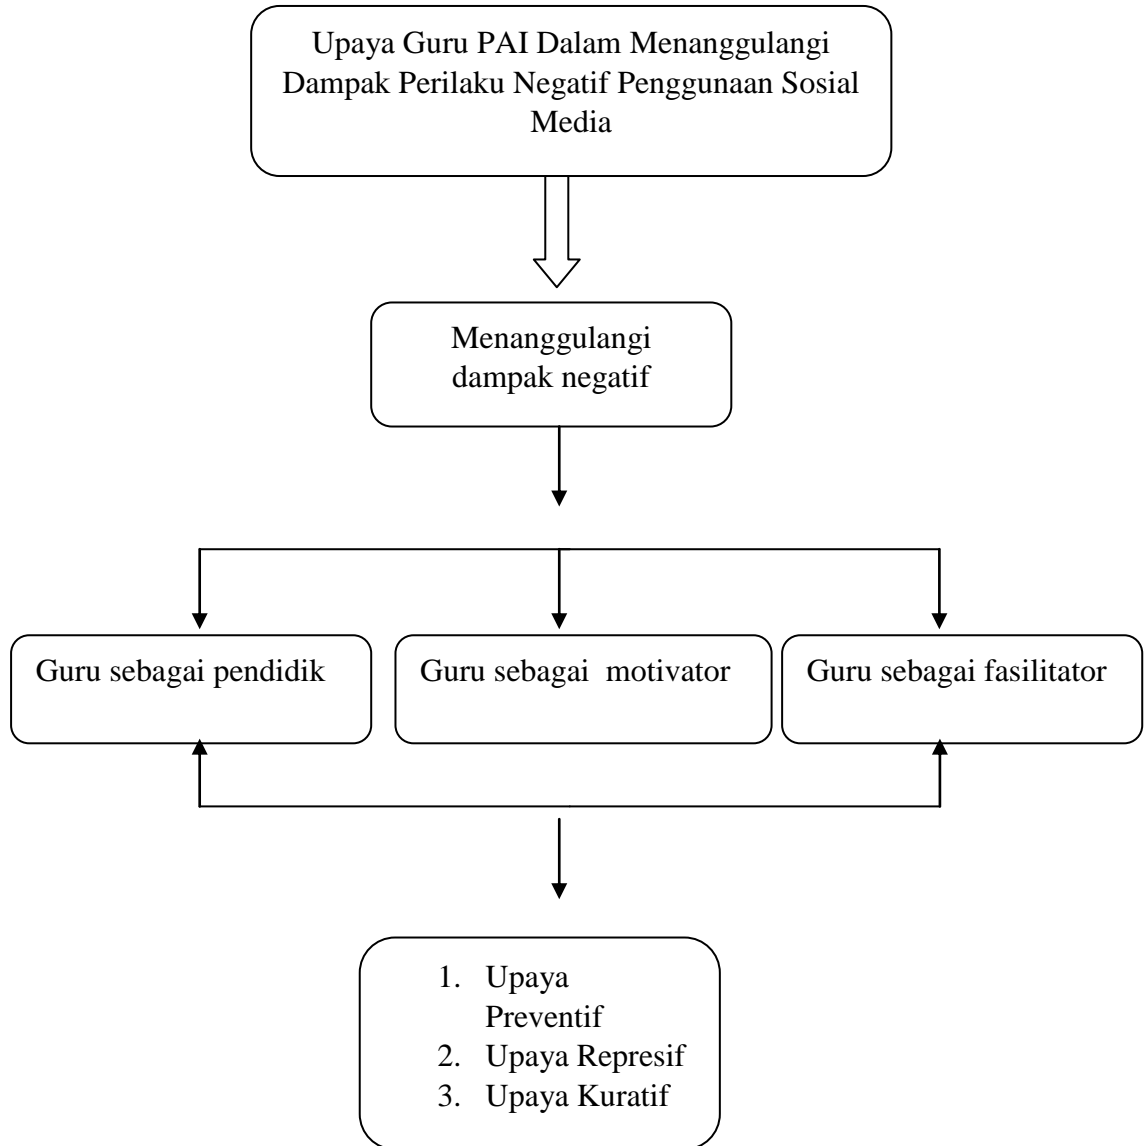 Upaya Guru PAI Dalam Menanggulangi
Dampak Perilaku Negatif Penggunaan Sosial
Media
Menanggulangi
dampak negatif
Guru sebagai pendidik
Guru sebagai  motivator
Guru sebagai fasilitator
1. Upaya
Preventif
2. Upaya Represif
3. Upaya Kuratif